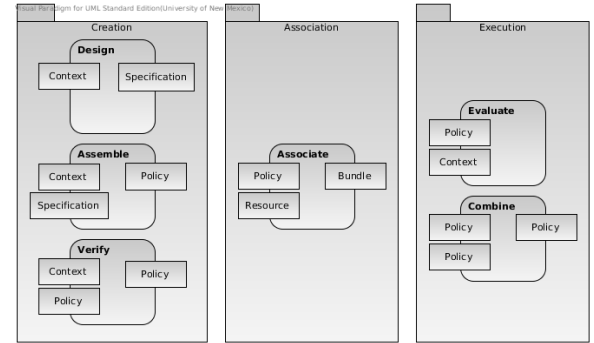 Visual Paradigm for UML Standard Edition(University of New Mexico)
Creation
Design
Context
Specification
Assemble
Context
Policy
Specification
Verify
Context
Policy
Policy
Association
Associate
Policy
Bundle
Resource
Execution
Evaluate
Policy
Context
Combine
Policy
Policy
Policy